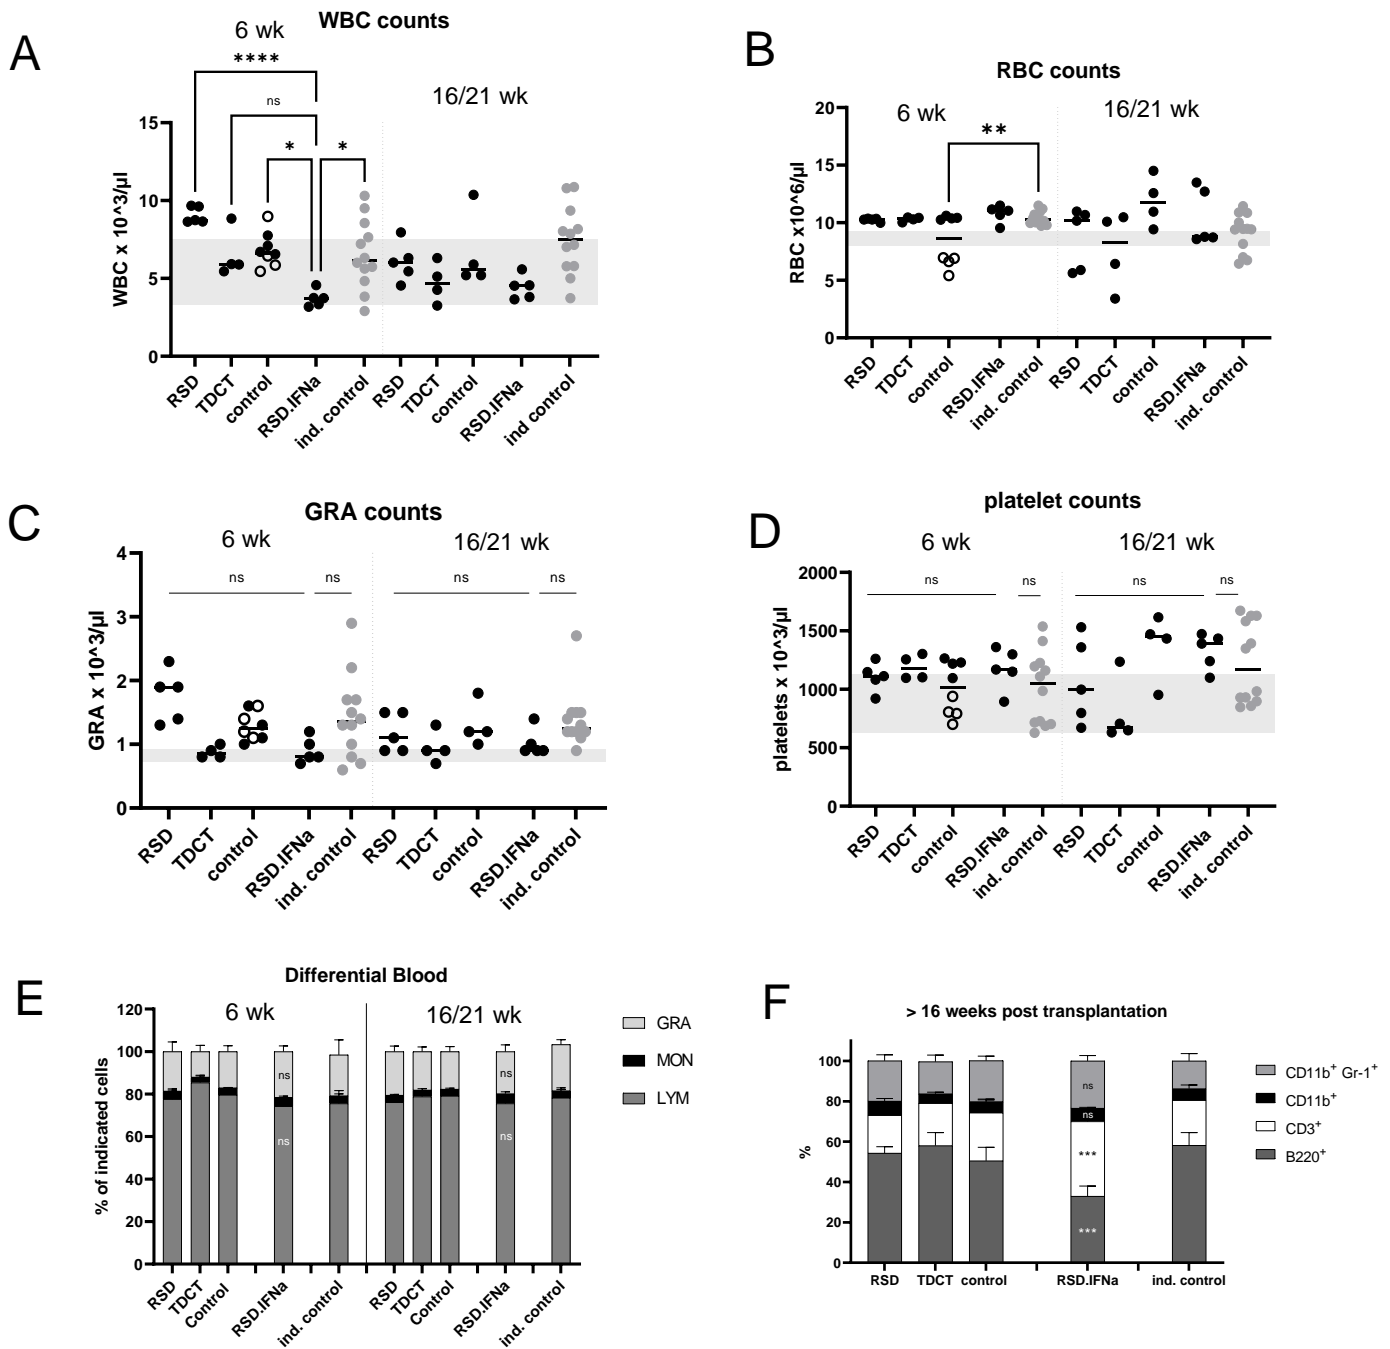 A
WBC counts
6 wk
16/21 wk
****
ns
*
*
WBC x 10^3/µl
15
10
5
0
RSD
TDCT
control
RSD.IFNa
ind. control
RSD
TDCT
control
RSD.IFNa
ind control
B
RBC counts
6 wk
16/21 wk
**
RBC x10^6/µl
20
15
10
5
0
RSD
TDCT
control
RSD.IFNa
ind. control
RSD
TDCT
control
RSD.IFNa
ind. control
C
GRA counts
6 wk
16/21 wk
ns
ns
ns
ns
GRA x 10^3/µl
4
3
2
1
0
RSD
TDCT
control
RSD.IFNa
ind. control
RSD
TDCT
control
RSD.IFNa
ind. control
D
platelet counts
6 wk
16/21 wk
ns
ns
ns
ns
platelets x 10^3/µl
2000
1500
1000
500
0
RSD
TDCT
control
RSD.IFNa
ind. control
RSD
TDCT
control
RSD.IFNa
ind. control
E
Differential Blood
6 wk
16/21 wk
% of indicated cells
120
100
80
60
40
20
0
ns
ns
ns
ns
RSD
TDCT
Control
RSD.IFNa
ind. control
RSD
TDCT
Control
RSD.IFNa
ind. control
GRA
MON
LYM
F
> 16 weeks post transplantation
%
100
80
60
40
20
0
ns
ns
***
***
RSD
TDCT
control
RSD.IFNa
ind. control
CD11b⁺ Gr-1⁺
CD11b⁺
CD3⁺
B220⁺